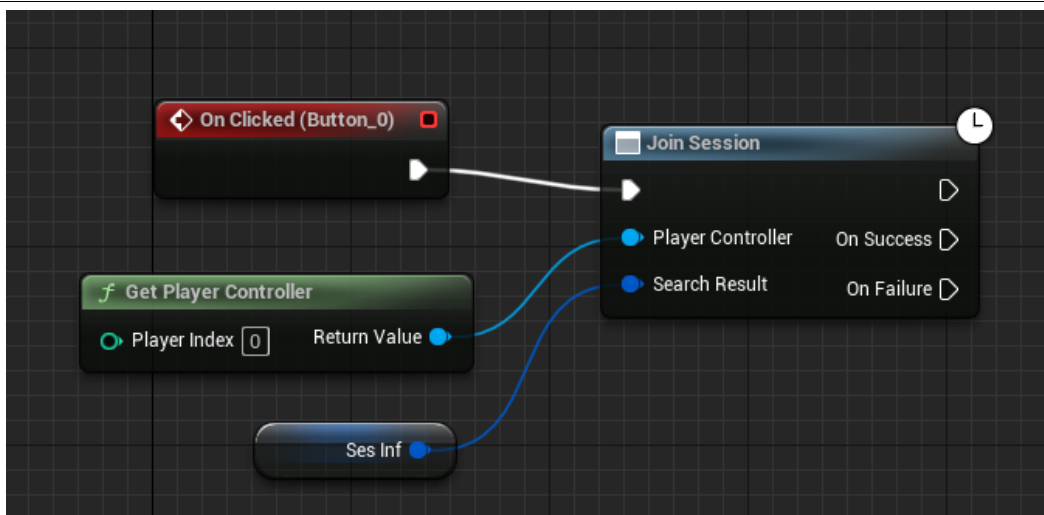 On Clicked (Button_0)
Join Session
Player Controller On Success
Search Result On Failure
f Get Player Controller
Player Index 0 Return Value
Ses Inf